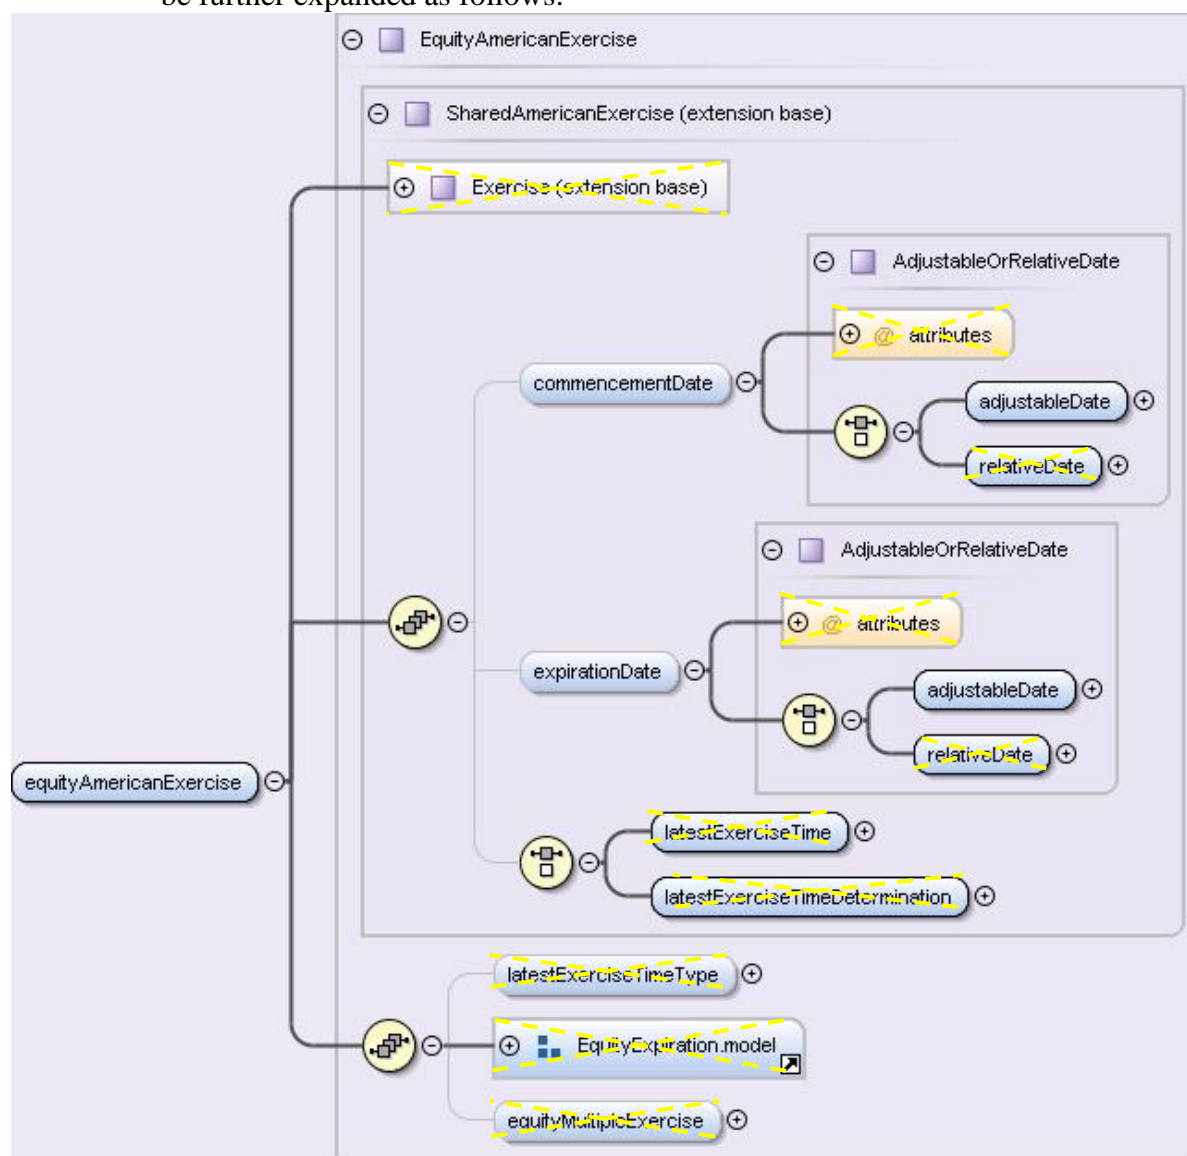 be further expanded as follows:
EquityAmericanExercise
SharedAmericanExercise (extension base)
Exercise (extension base)
AdjustableOrRelativeDate
@ attributes
commencementDate
adjustableDate
relativeDate
AdjustableOrRelativeDate
@ attributes
expirationDate
adjustableDate
relativeDate
equityAmericanExercise
latestExerciseTime
latestExerciseTimeDetermination
latestExerciseTimeType
EquityExpiration.model
equityMultipleExercise